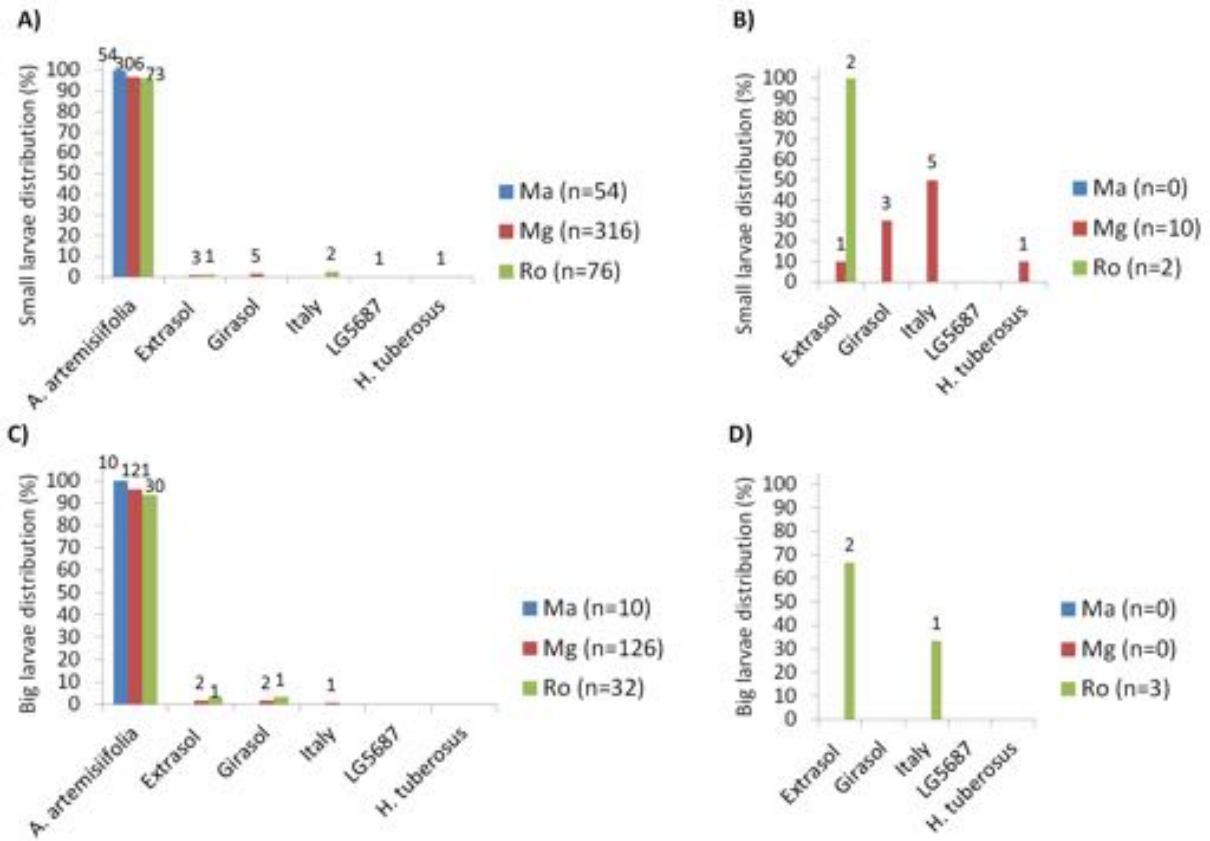 A)
Small larvae distribution (%)
100
90
80
70
60
50
40
30
20
10
0
54
306
73
3
1
5
2
1
1
A. artemisiifolia
Extrasol
Girasol
Italy
LG5687
H. tuberosus
Ma (n=54)
Mg (n=316)
Ro (n=76)
B)
Small larvae distribution (%)
100
90
80
70
60
50
40
30
20
10
0
1
2
3
5
1
Extrasol
Girasol
Italy
LG5687
H. tuberosus
Ma (n=0)
Mg (n=10)
Ro (n=2)
C)
Big larvae distribution (%)
100
90
80
70
60
50
40
30
20
10
0
10
121
30
2
1
2
1
1
A. artemisiifolia
Extrasol
Girasol
Italy
LG5687
H. tuberosus
Ma (n=10)
Mg (n=126)
Ro (n=32)
D)
Big larvae distribution (%)
100
90
80
70
60
50
40
30
20
10
0
2
1
Extrasol
Girasol
Italy
LG5687
H. tuberosus
Ma (n=0)
Mg (n=0)
Ro (n=3)